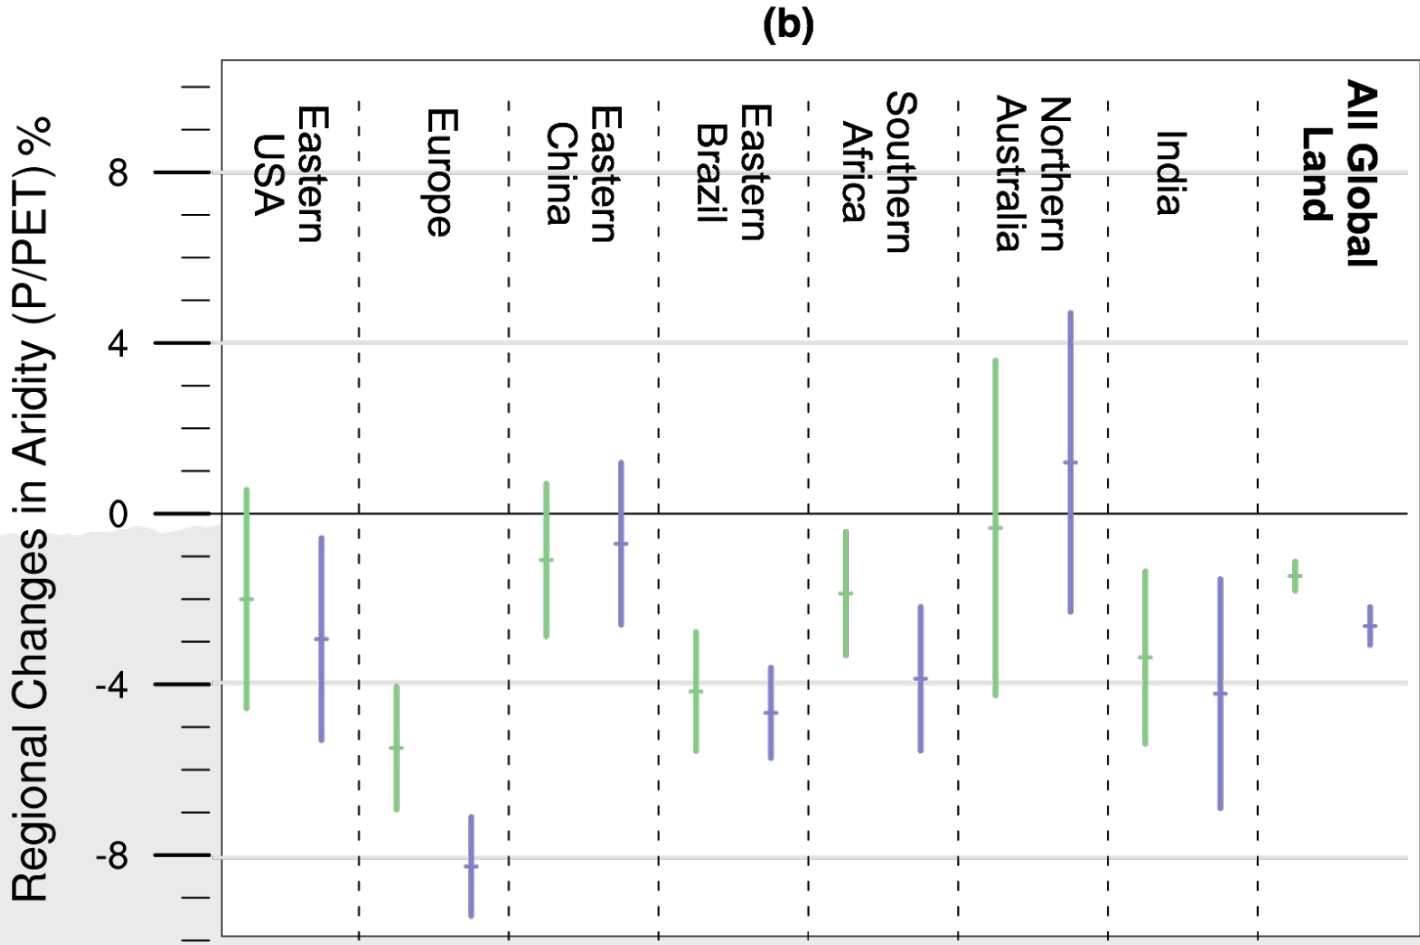 (b)
Regional Changes in Aridity (P/PET) %
8
4
0
-4
-8
Eastern
USA
Europe
Eastern
China
Eastern
Brazil
Southern
Africa
Northern
Australia
India
All Global
Land